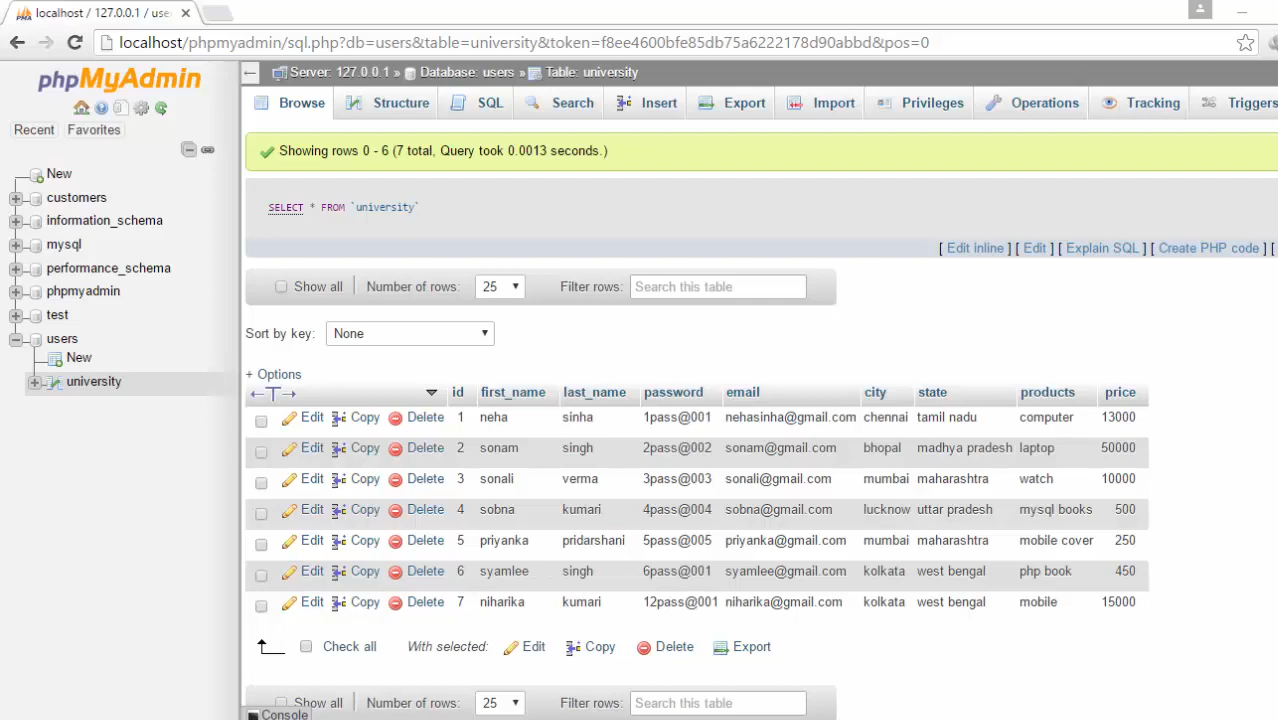 localhost / 127.0.0.1 / use
localhost/phpmyadmin/sql.php?db=users&table=university&token=f8ee4600bfe85db75a6222178d90abbd&pos=0
phpMyAdmin
Recent Favorites
New
customers
information_schema
mysql
performance_schema
phpmyadmin
test
users
New
university
Server: 127.0.0.1 » Database: users » Table: university
Browse Structure SQL Search Insert Export Import Privileges Operations Tracking Triggers
Showing rows 0 - 6 (7 total, Query took 0.0013 seconds.)
SELECT * FROM `university`
[ Edit inline ] [ Edit ] [ Explain SQL ] [ Create PHP code ] [
Show all Number of rows: 25 Filter rows: Search this table
Sort by key: None
+ Options
id first_name last_name password email city state products price
Edit Copy Delete 1 neha sinha 1pass@001 nehasinha@gmail.com chennai tamil nadu computer 13000
Edit Copy Delete 2 sonam singh 2pass@002 sonam@gmail.com bhopal madhya pradesh laptop 50000
Edit Copy Delete 3 sonali verma 3pass@003 sonali@gmail.com mumbai maharashtra watch 10000
Edit Copy Delete 4 sobna kumari 4pass@004 sobna@gmail.com lucknow uttar pradesh mysql books 500
Edit Copy Delete 5 priyanka pridarshani 5pass@005 priyanka@gmail.com mumbai maharashtra mobile cover 250
Edit Copy Delete 6 syamlee singh 6pass@001 syamlee@gmail.com kolkata west bengal php book 450
Edit Copy Delete 7 niharika kumari 12pass@001 niharika@gmail.com kolkata west bengal mobile 15000
Check all With selected: Edit Copy Delete Export
Show all Number of rows: 25 Filter rows: Search this table
Console